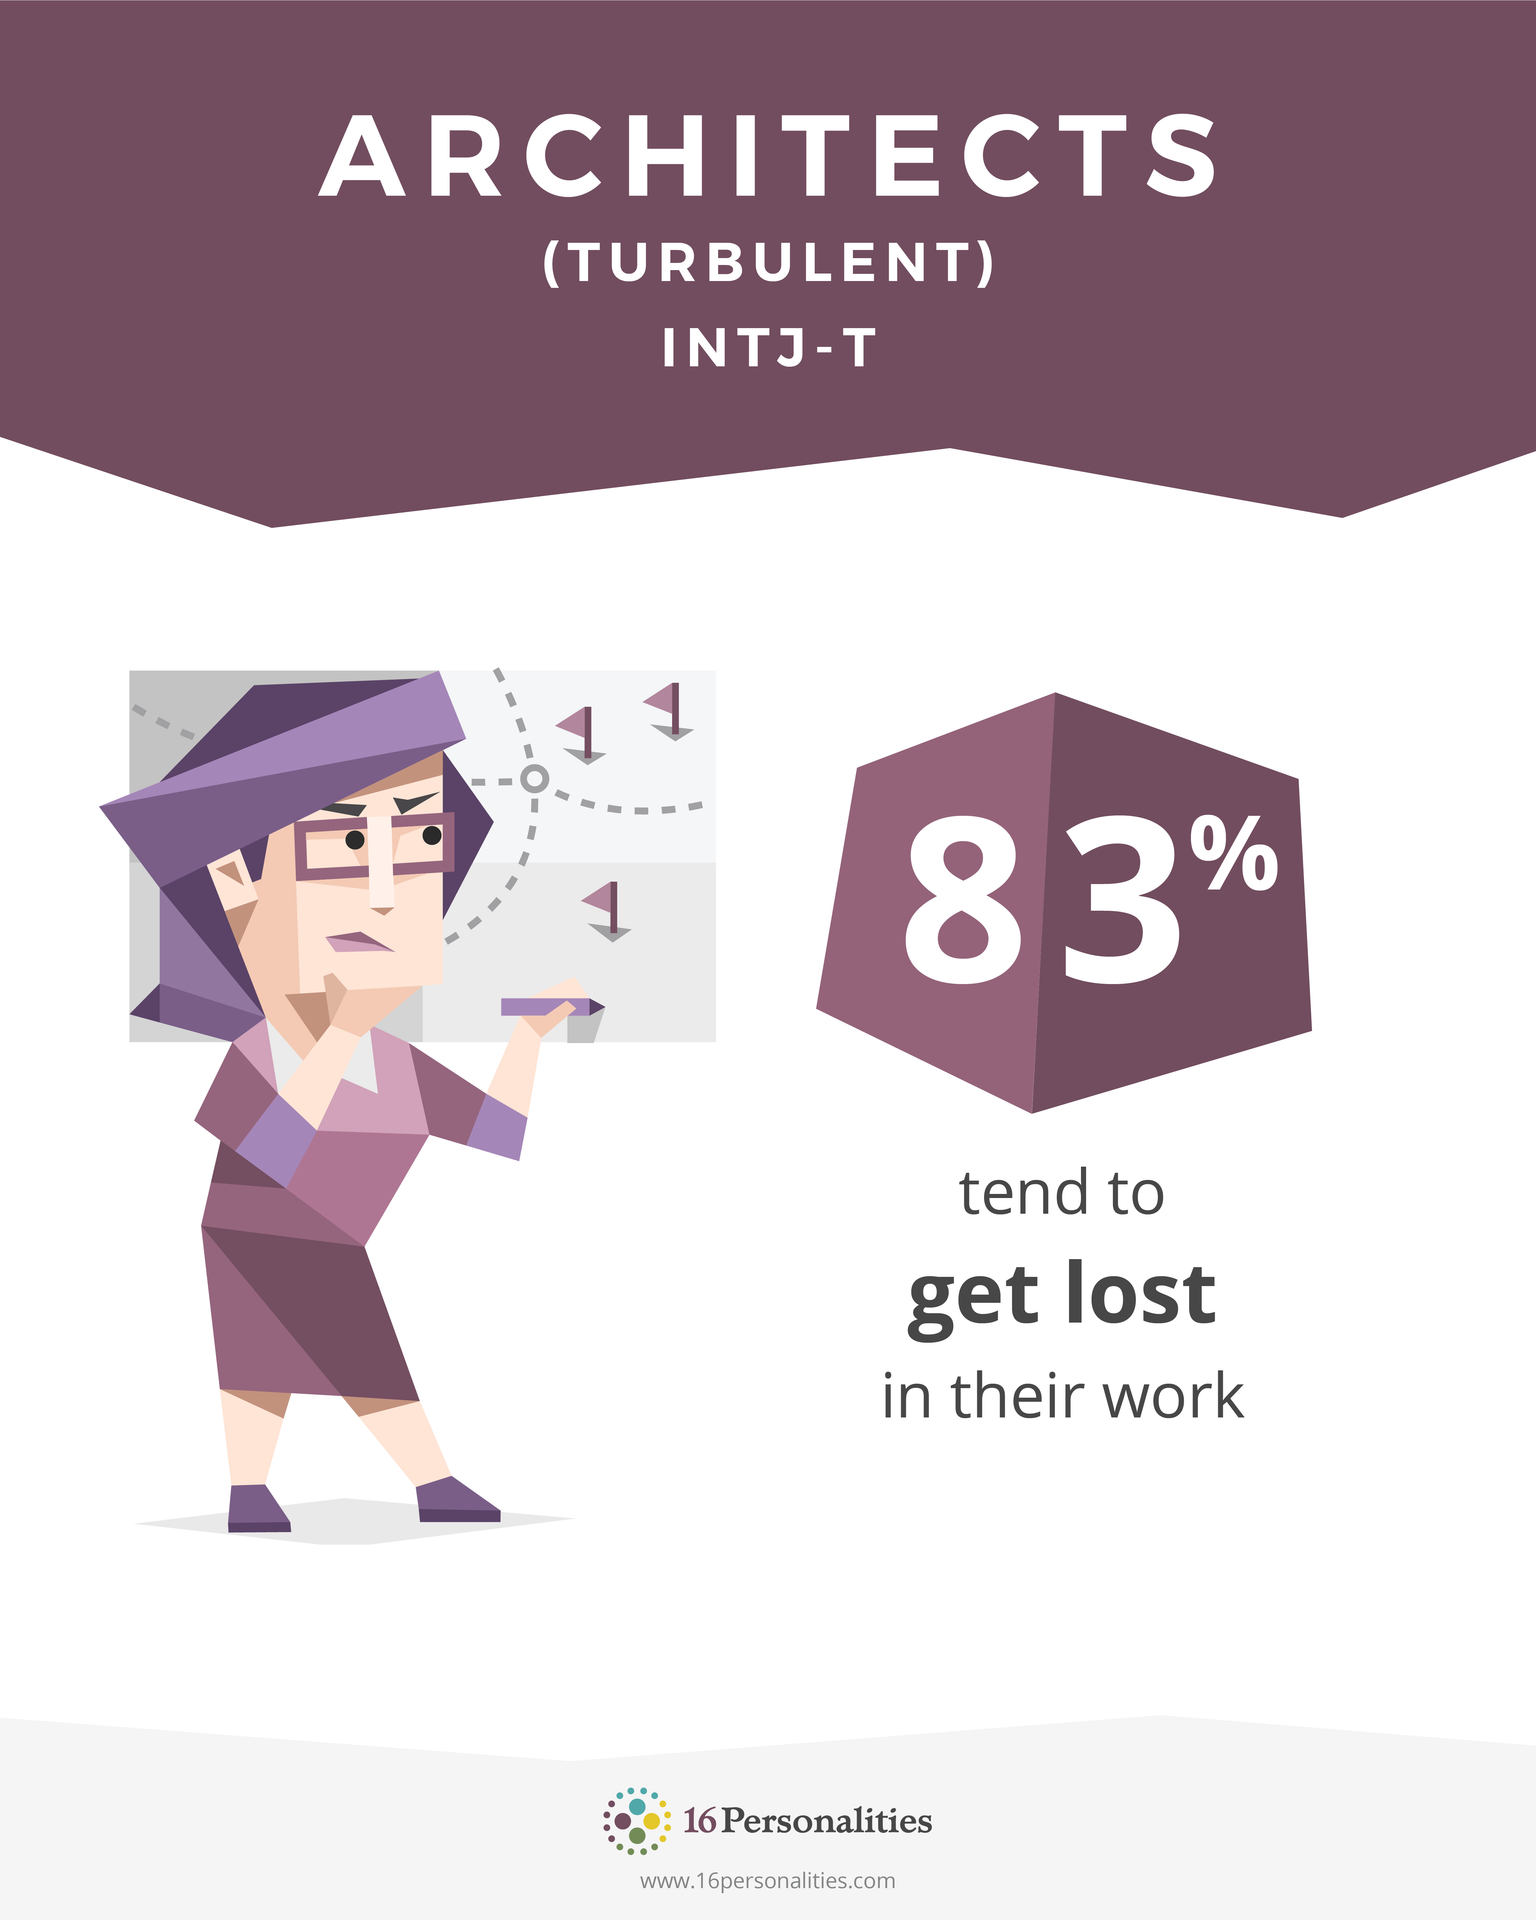 ARCHITECTS
(TURBULENT)
INTJ-T
83%
tend to
get lost
in their work
16Personalities
www.16personalities.com